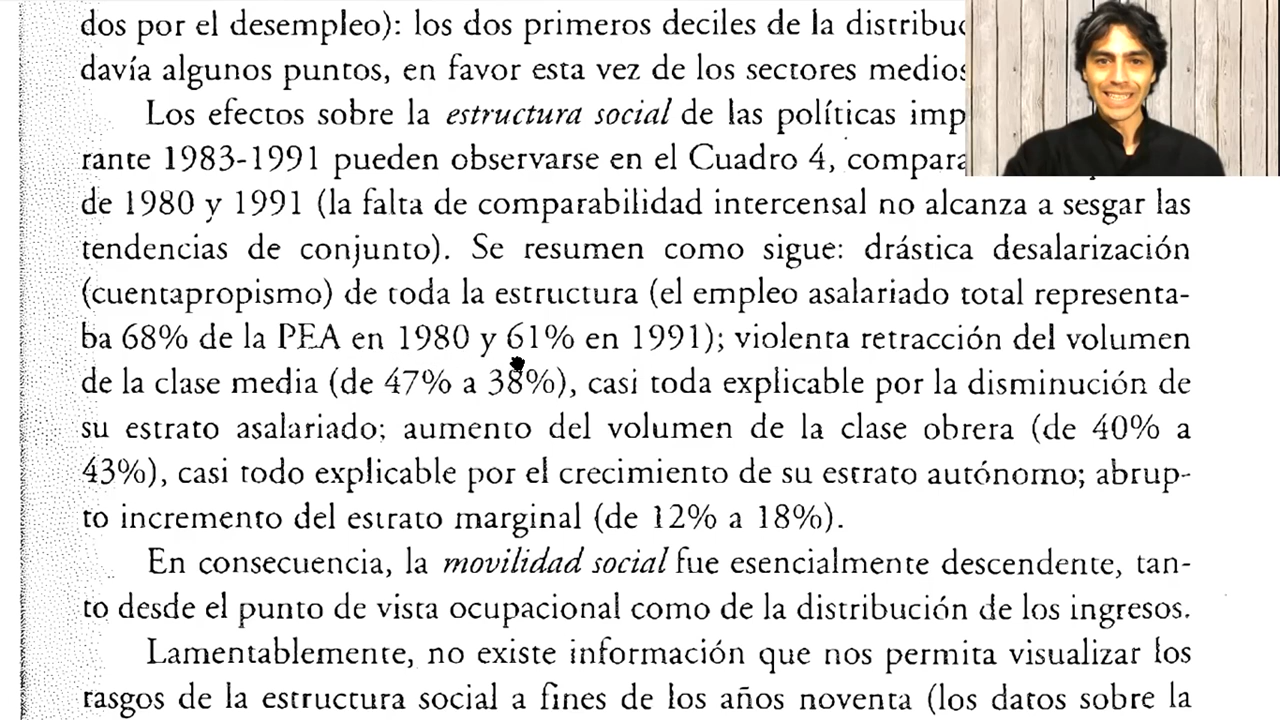 dos por el desempleo): los dos primeros deciles de la
davía algunos puntos, en favor esta vez de los sectores medios
Los efectos sobre la estructura social de las políticas
rante 1983-1991 pueden observarse en el Cuadro 4,
de 1980 y 1991 (la falta de comparabilidad intercensal no alcanza a sesgar las
tendencias de conjunto). Se resumen como sigue: drástica desalarización
(cuentapropismo) de toda la estructura (el empleo asalariado total representa-
ba 68% de la PEA en 1980 y 61% en 1991); violenta retracción del volumen
de la clase media (de 47% a 38%), casi toda explicable por la disminución de
su estrato asalariado; aumento del volumen de la clase obrera (de 40% a
43%), casi todo explicable por el crecimiento de su estrato autónomo; abrup-
to incremento del estrato marginal (de 12% a 18%).
En consecuencia, la movilidad social fue esencialmente descendente, tan-
to desde el punto de vista ocupacional como de la distribución de los ingresos.
Lamentablemente, no existe información que nos permita visualizar los
rasgos de la estructura social a fines de los años noventa (los datos sobre la